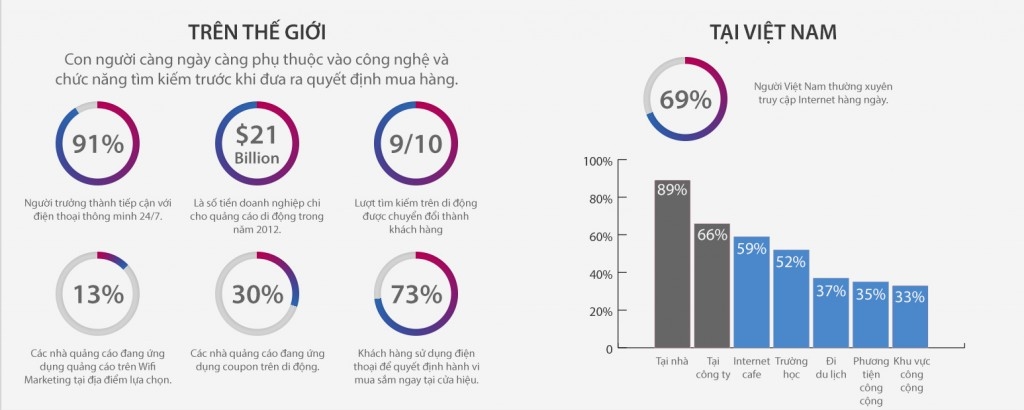 TRÊN THẾ GIỚI
Con người càng ngày càng phụ thuộc vào công nghệ và
chức năng tìm kiếm trước khi đưa ra quyết định mua hàng.
91%
Người trưởng thành tiếp cận với
điện thoại thông minh 24/7.
$21
Billion
Là số tiền doanh nghiệp chi
cho quảng cáo di động trong
năm 2012.
9/10
Lượt tìm kiếm trên di động
được chuyển đổi thành
khách hàng
13%
Các nhà quảng cáo đang ứng
dụng quảng cáo trên Wifi
Marketing tại địa điểm lựa chọn.
30%
Các nhà quảng cáo đang ứng
dụng coupon trên di động.
73%
Khách hàng sử dụng điện
thoại để quyết định hành vi
mua sắm ngay tại cửa hiệu.
TẠI VIỆT NAM
69%
Người Việt Nam thường xuyên
truy cập Internet hàng ngày.
100%
80%
60%
40%
20%
0
89%
66%
59%
52%
37%
35%
33%
Tại nhà
Tại
công ty
Internet
cafe
Trường
học
Đi
du lịch
Phương
tiện
công
cộng
Khu vực
công
cộng